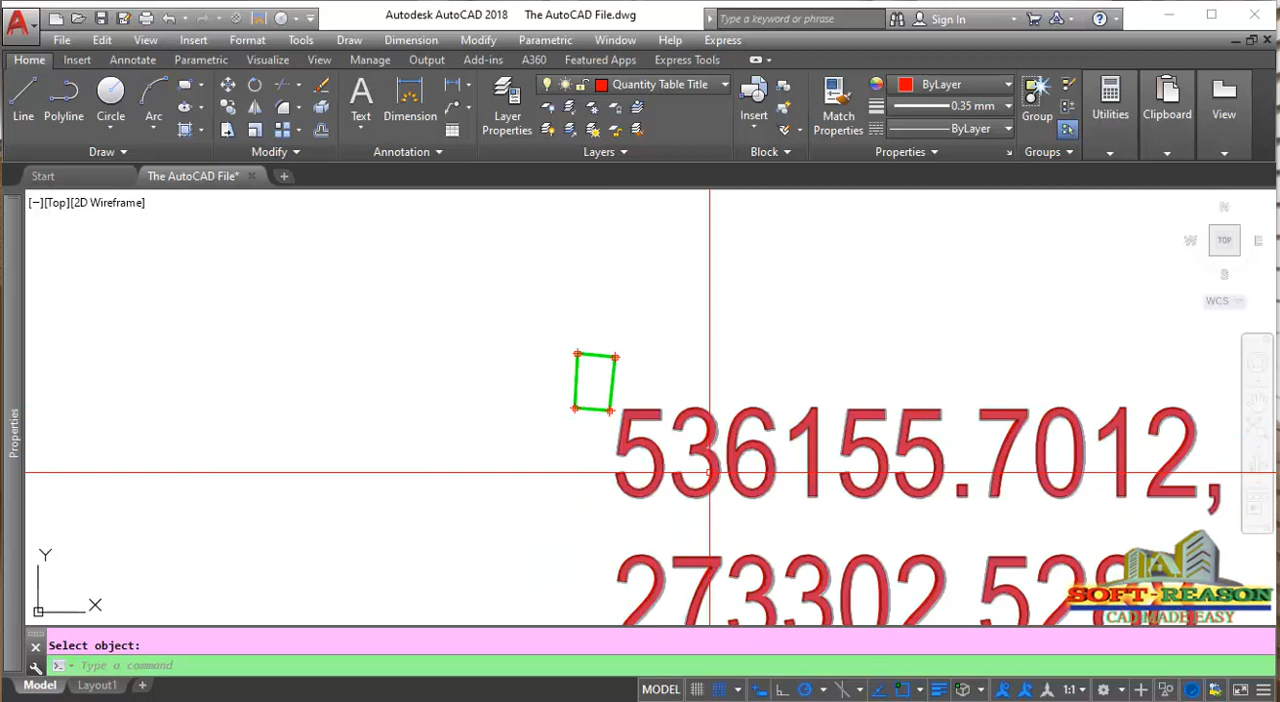 Autodesk AutoCAD 2018 The AutoCAD File.dwg
Type a keyword or phrase
Sign In
File Edit View Insert Format Tools Draw Dimension Modify Parametric Window Help Express
Home Insert Annotate Parametric Visualize View Manage Output Add-ins A360 Featured Apps Express Tools
Line Polyline Circle Arc
Text Dimension
Layer Properties
Quantity Table Title
Insert
Match Properties
ByLayer
0.35 mm
ByLayer
Group
Utilities
Clipboard
View
Draw Modify Annotation Layers Block Properties Groups
Start The AutoCAD File*
[−][Top][2D Wireframe]
N
W TOP E
S
WCS
536155.7012,
273302.52
Y
X
SOFT-REASON
CAD MADE EASY
Properties
Select object:
Type a command
Model Layout1
MODEL 1:1